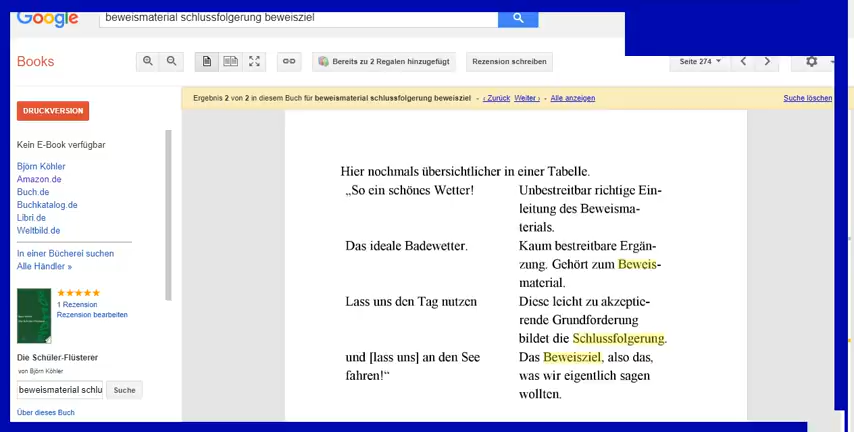 Google
beweismaterial schlussfolgerung beweisziel
Books
Bereits zu 2 Regalen hinzugefügt
Rezension schreiben
Seite 274
Ergebnis 2 von 2 in diesem Buch für beweismaterial schlussfolgerung beweisziel - ‹ Zurück Weiter › - Alle anzeigen
Suche löschen
DRUCKVERSION
Kein E-Book verfügbar
Björn Köhler
Amazon.de
Buch.de
Buchkatalog.de
Libri.de
Weltbild.de
In einer Bücherei suchen
Alle Händler »
1 Rezension
Rezension bearbeiten
Die Schüler-Flüsterer
von Björn Köhler
beweismaterial schlu
Suche
Über dieses Buch
Hier nochmals übersichtlicher in einer Tabelle.
„So ein schönes Wetter! Unbestreitbar richtige Ein-
leitung des Beweisma-
terials.
Das ideale Badewetter. Kaum bestreitbare Ergän-
zung. Gehört zum Beweis-
material.
Lass uns den Tag nutzen Diese leicht zu akzeptie-
rende Grundforderung
bildet die Schlussfolgerung.
und [lass uns] an den See Das Beweisziel, also das,
fahren!“ was wir eigentlich sagen
wollten.